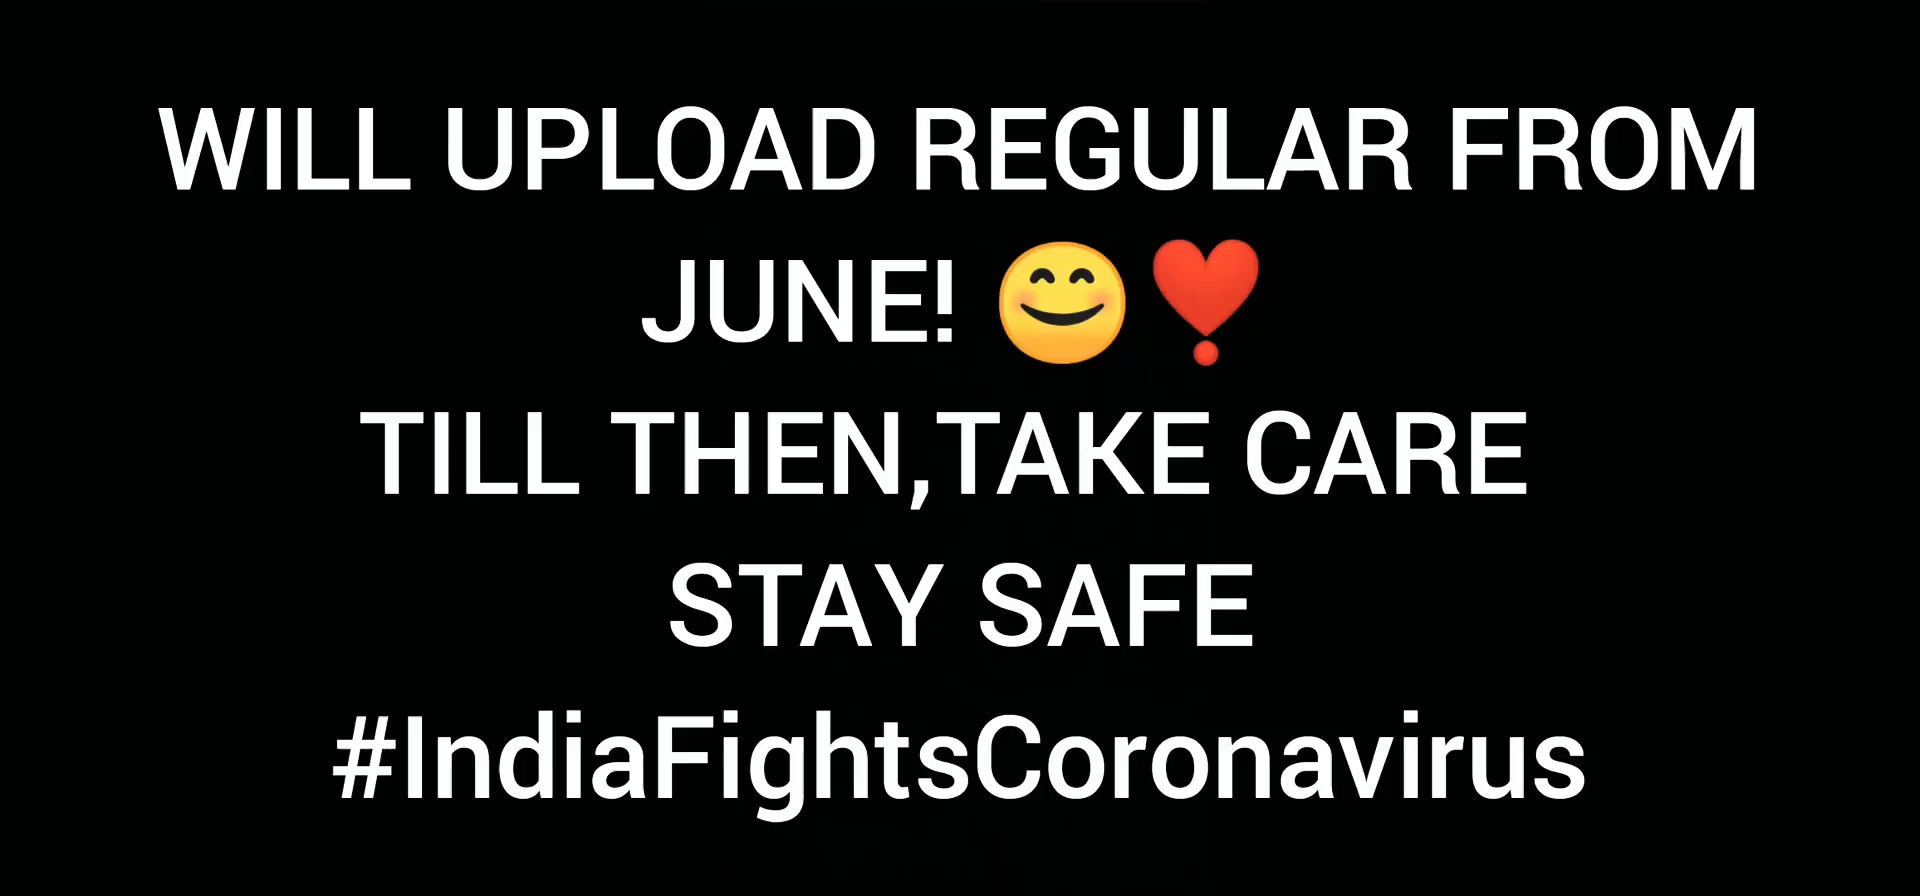 WILL UPLOAD REGULAR FROM
JUNE! 😊❣️
TILL THEN,TAKE CARE
STAY SAFE
#IndiaFightsCoronavirus